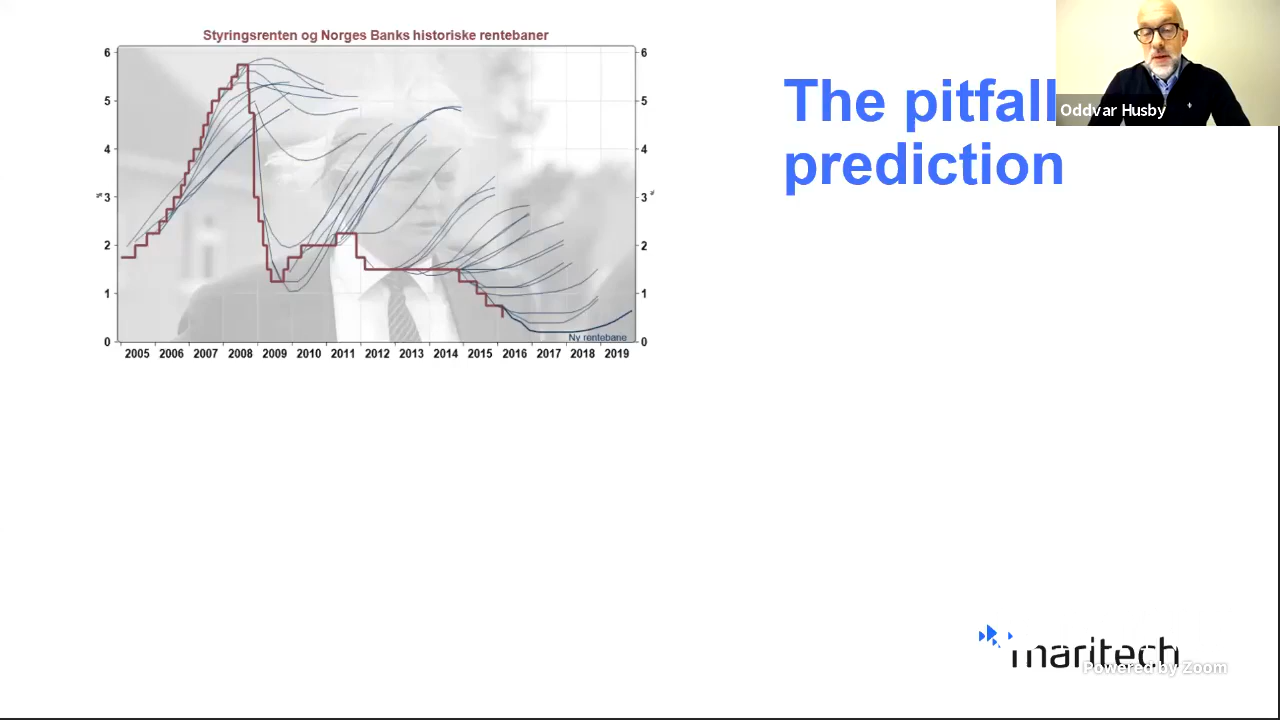 Styringsrenten og Norges Banks historiske rentebaner
6
6
5
5
4
4
%
3
3
2
2
1
1
0
0
Ny rentebane
2005 2006 2007 2008 2009 2010 2011 2012 2013 2014 2015 2016 2017 2018 2019
The pitfall
prediction
Oddvar Husby
maritech
Powered by Zoom